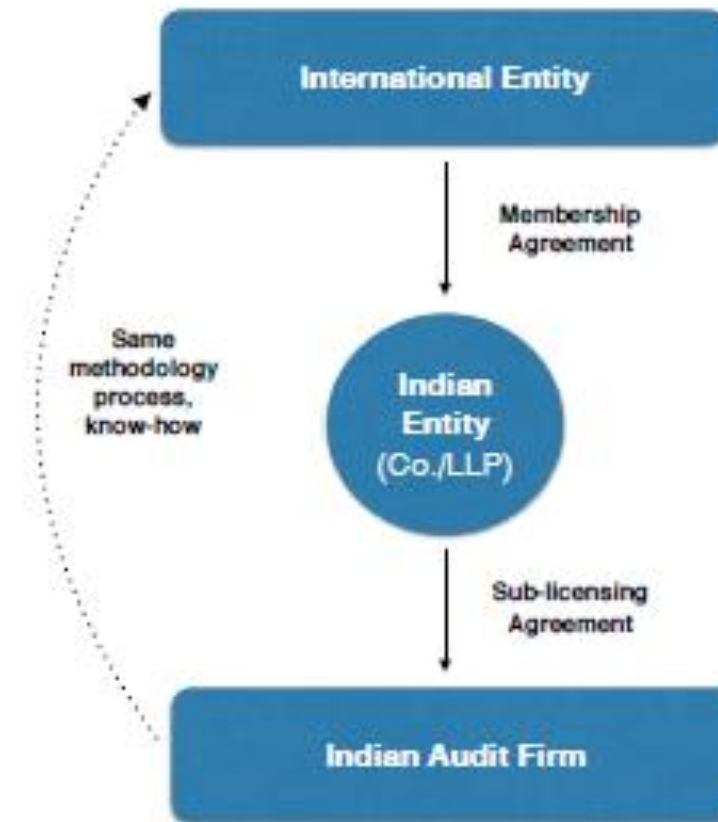 International Entity
Membership
Agreement
Same
methodology
process,
know-how
Indian
Entity
(Co./LLP)
Sub-licensing
Agreement
Indian Audit Firm